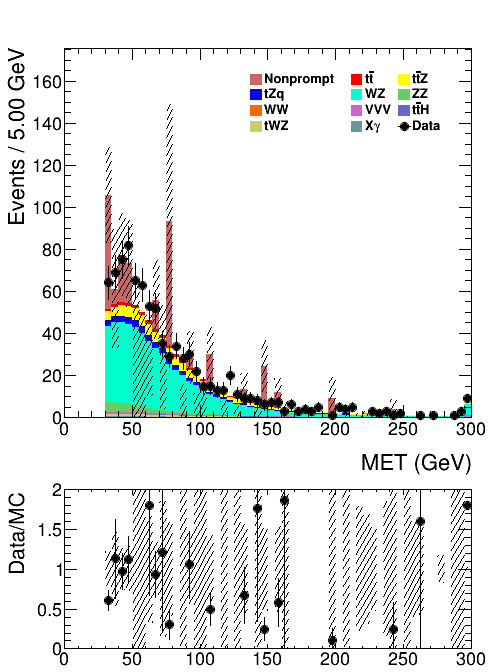 Events / 5.00 GeV
160
140
120
100
80
60
40
20
0
Nonprompt tt̄ tt̄Z
tZq WZ ZZ
WW VVV tt̄H
tWZ Xγ Data
0 50 100 150 200 250 300
MET (GeV)
Data/MC
2
1.5
1
0.5
0
0 50 100 150 200 250 300